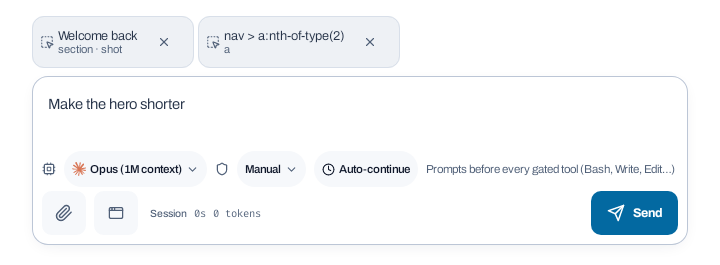 Welcome back
section · shot
nav > a:nth-of-type(2)
a
Make the hero shorter
Opus (1M context)
Manual
Auto-continue
Prompts before every gated tool (Bash, Write, Edit...)
Session 0s 0 tokens
Send